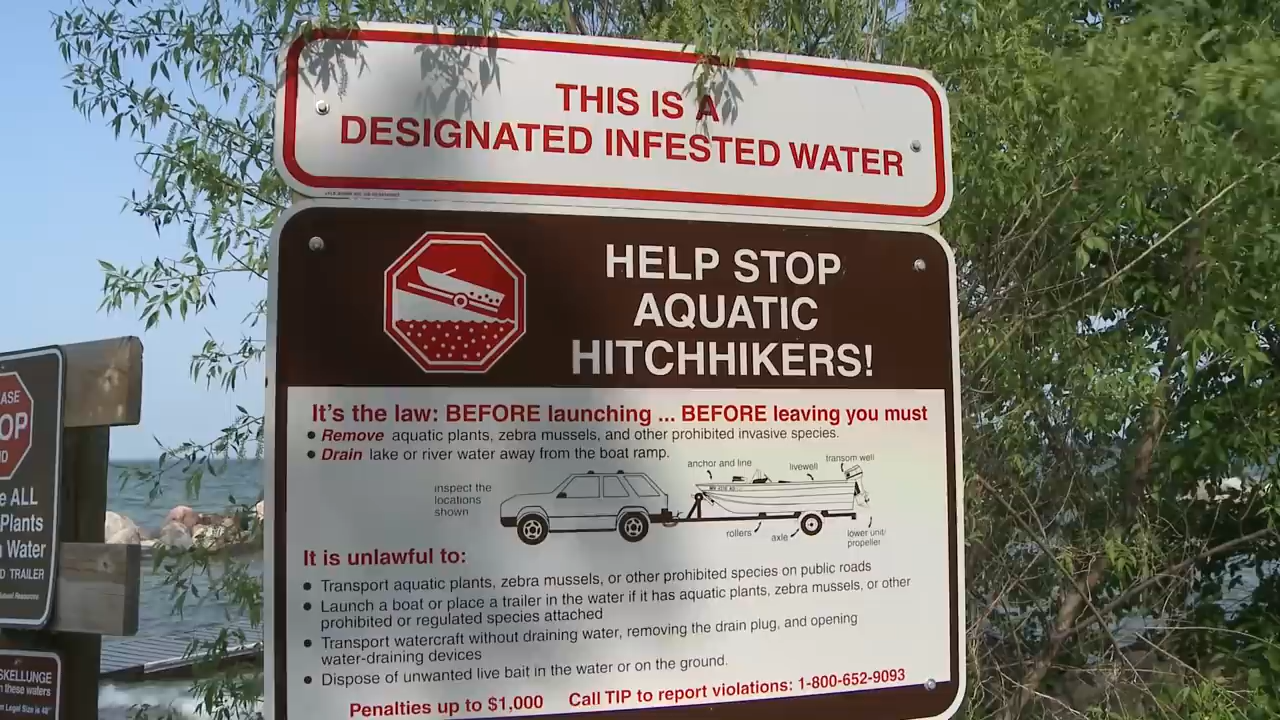 THIS IS A
DESIGNATED INFESTED WATER
HELP STOP
AQUATIC
HITCHHIKERS!
It's the law: BEFORE launching ... BEFORE leaving you must
• Remove aquatic plants, zebra mussels, and other prohibited invasive species.
• Drain lake or river water away from the boat ramp.
inspect the
locations
shown
anchor and line
livewell
transom well
rollers
axle
lower unit/
propeller
It is unlawful to:
• Transport aquatic plants, zebra mussels, or other prohibited species on public roads
• Launch a boat or place a trailer in the water if it has aquatic plants, zebra mussels, or other
prohibited or regulated species attached
• Transport watercraft without draining water, removing the drain plug, and opening
water-draining devices
• Dispose of unwanted live bait in the water or on the ground.
Penalties up to $1,000 Call TIP to report violations: 1-800-652-9093
EASE
OP
ND
e ALL
Plants
Water
D TRAILER
SKELLUNGE
n these waters
m Legal Size is 48"